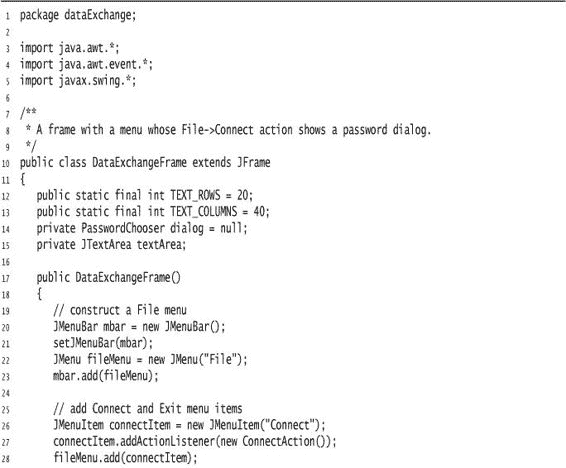 1 package dataExchange;
2
3 import java.awt.*;
4 import java.awt.event.*;
5 import javax.swing.*;
6
7 /**
8  * A frame with a menu whose File->Connect action shows a password dialog.
9  */
10 public class DataExchangeFrame extends JFrame
11 {
12    public static final int TEXT_ROWS = 20;
13    public static final int TEXT_COLUMNS = 40;
14    private PasswordChooser dialog = null;
15    private JTextArea textArea;
16
17    public DataExchangeFrame()
18    {
19       // construct a File menu
20       JMenuBar mbar = new JMenuBar();
21       setJMenuBar(mbar);
22       JMenu fileMenu = new JMenu("File");
23       mbar.add(fileMenu);
24
25       // add Connect and Exit menu items
26       JMenuItem connectItem = new JMenuItem("Connect");
27       connectItem.addActionListener(new ConnectAction());
28       fileMenu.add(connectItem);